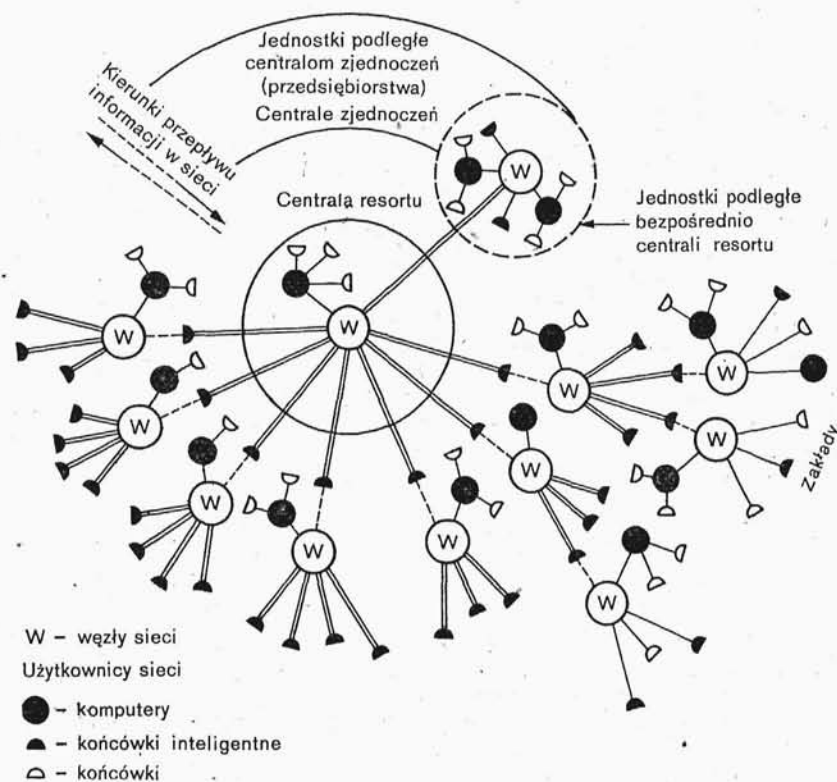 Jednostki podległe
centralom zjednoczeń
(przedsiębiorstwa)
Centrale zjednoczeń
Kierunki przepływu
informacji w sieci
Centrala resortu
Jednostki podległe
bezpośrednio
centrali resortu
W
W
W
W
W
W
W
W
W
W
W
W
W
Zakłady
W – węzły sieci
Użytkownicy sieci
– komputery
– końcówki inteligentne
– końcówki